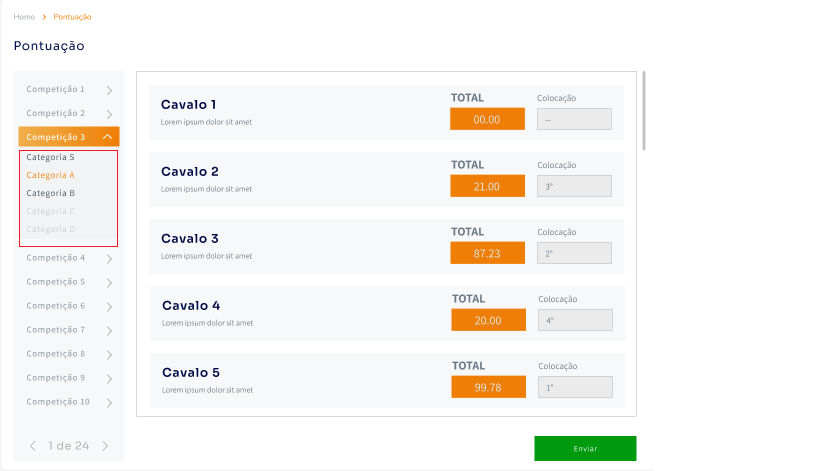 Home > Pontuação
Pontuação
Competição 1
Competição 2
Competição 3
Categoria S
Categoria A
Categoria B
Categoria C
Categoria D
Competição 4
Competição 5
Competição 6
Competição 7
Competição 8
Competição 9
Competição 10
< 1 de 24 >
Cavalo 1
Lorem ipsum dolor sit amet
TOTAL
00.00
Colocação
--
Cavalo 2
Lorem ipsum dolor sit amet
TOTAL
21.00
Colocação
3º
Cavalo 3
Lorem ipsum dolor sit amet
TOTAL
87.23
Colocação
2º
Cavalo 4
Lorem ipsum dolor sit amet
TOTAL
20.00
Colocação
4º
Cavalo 5
Lorem ipsum dolor sit amet
TOTAL
99.78
Colocação
1º
Enviar